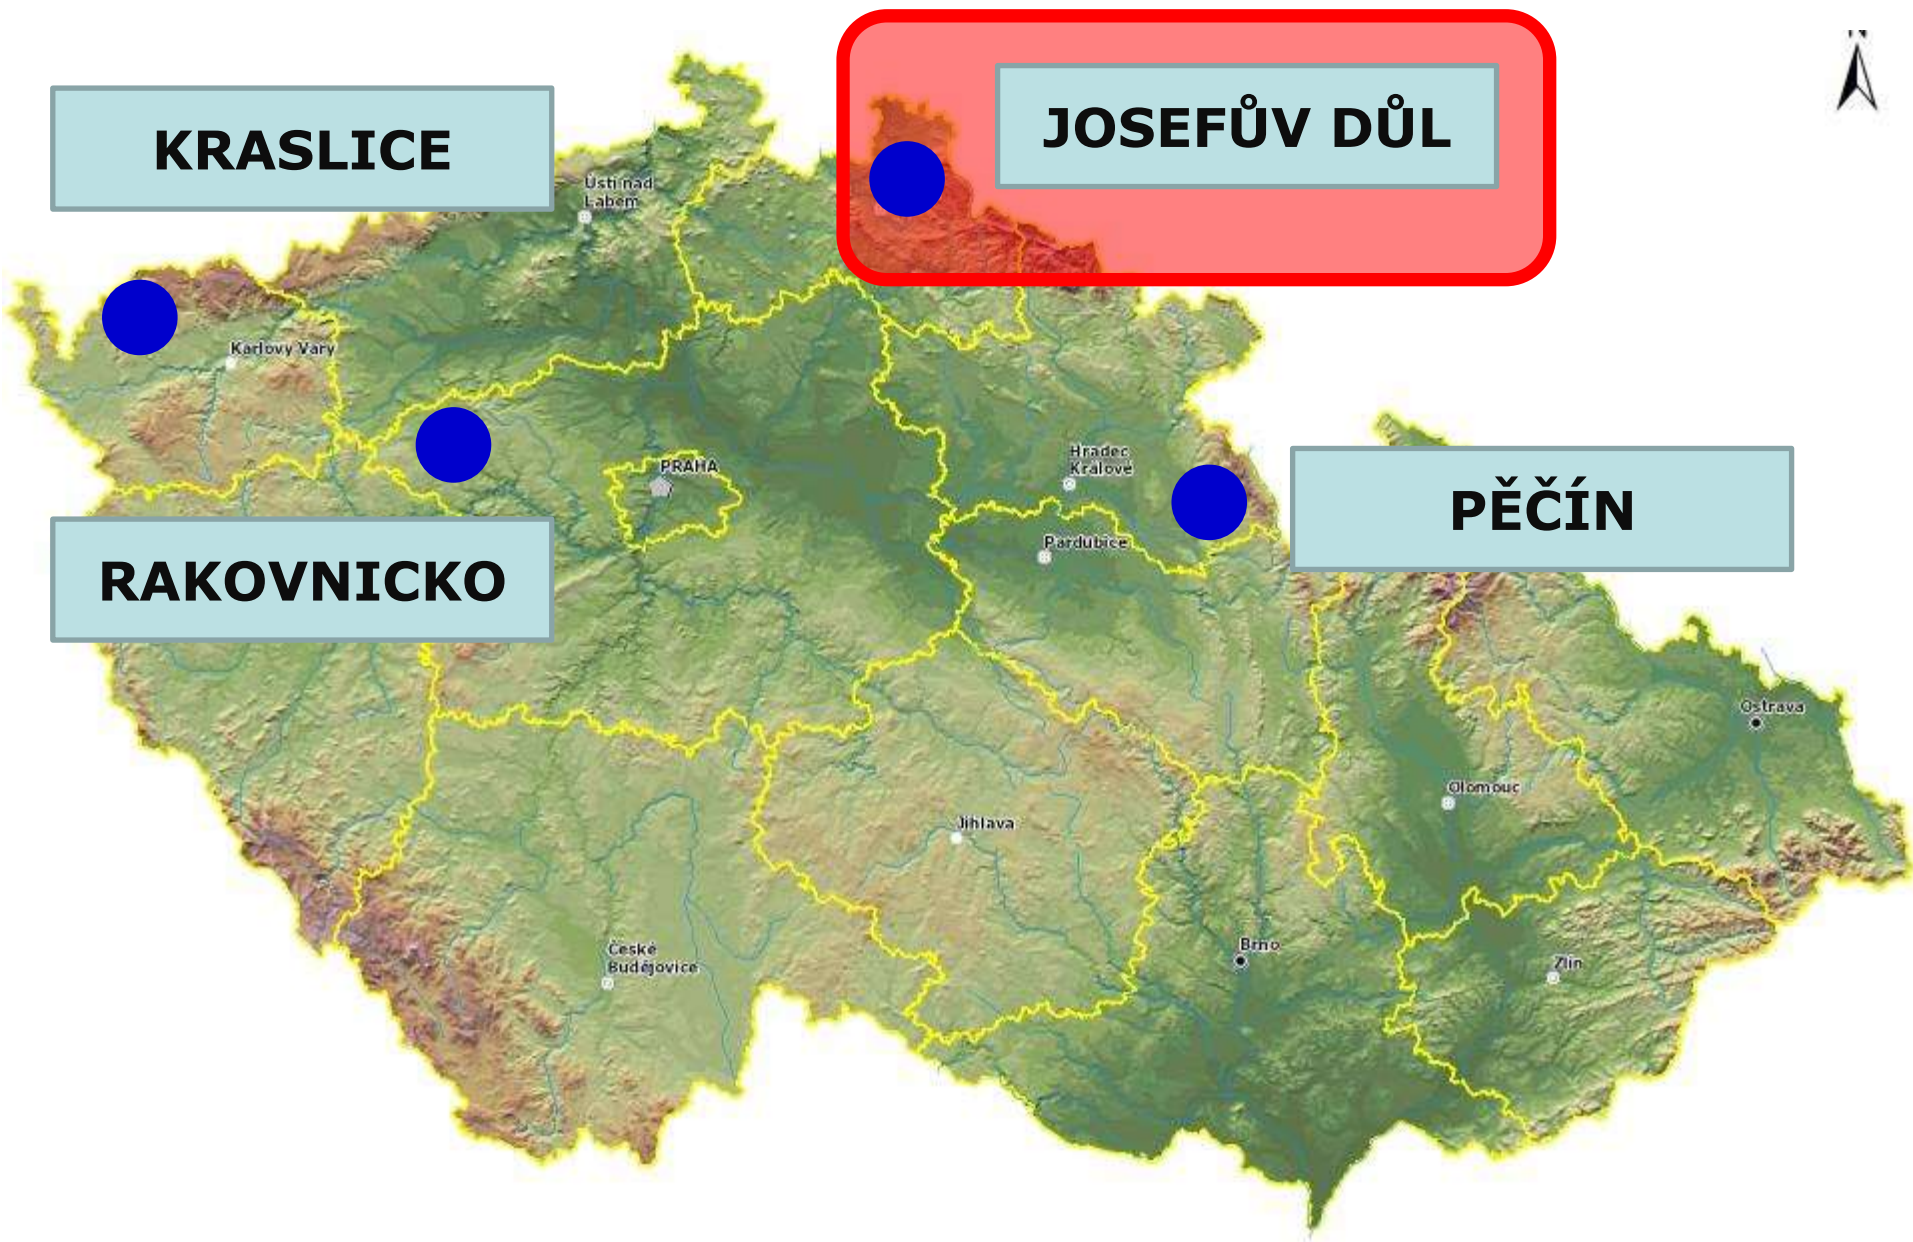 N
JOSEFŮV DŮL
KRASLICE
Ústí nad
Labem
Karlovy Vary
Hradec
Králové
PRAHA
PĚČÍN
Pardubice
RAKOVNICKO
Ostrava
Olomouc
Jihlava
Brno
České
Budějovice
Zlín